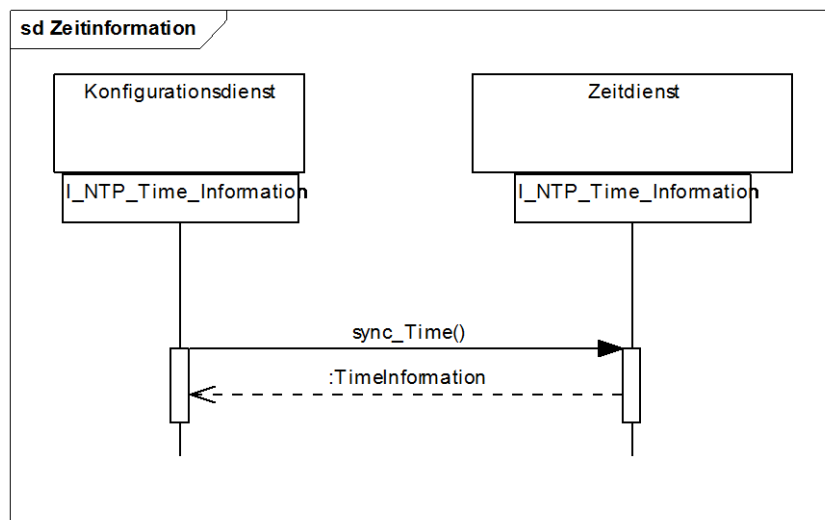 sd Zeitinformation
Konfigurationsdienst
Zeitdienst
I_NTP_Time_Information
I_NTP_Time_Information
sync_Time()
:TimeInformation